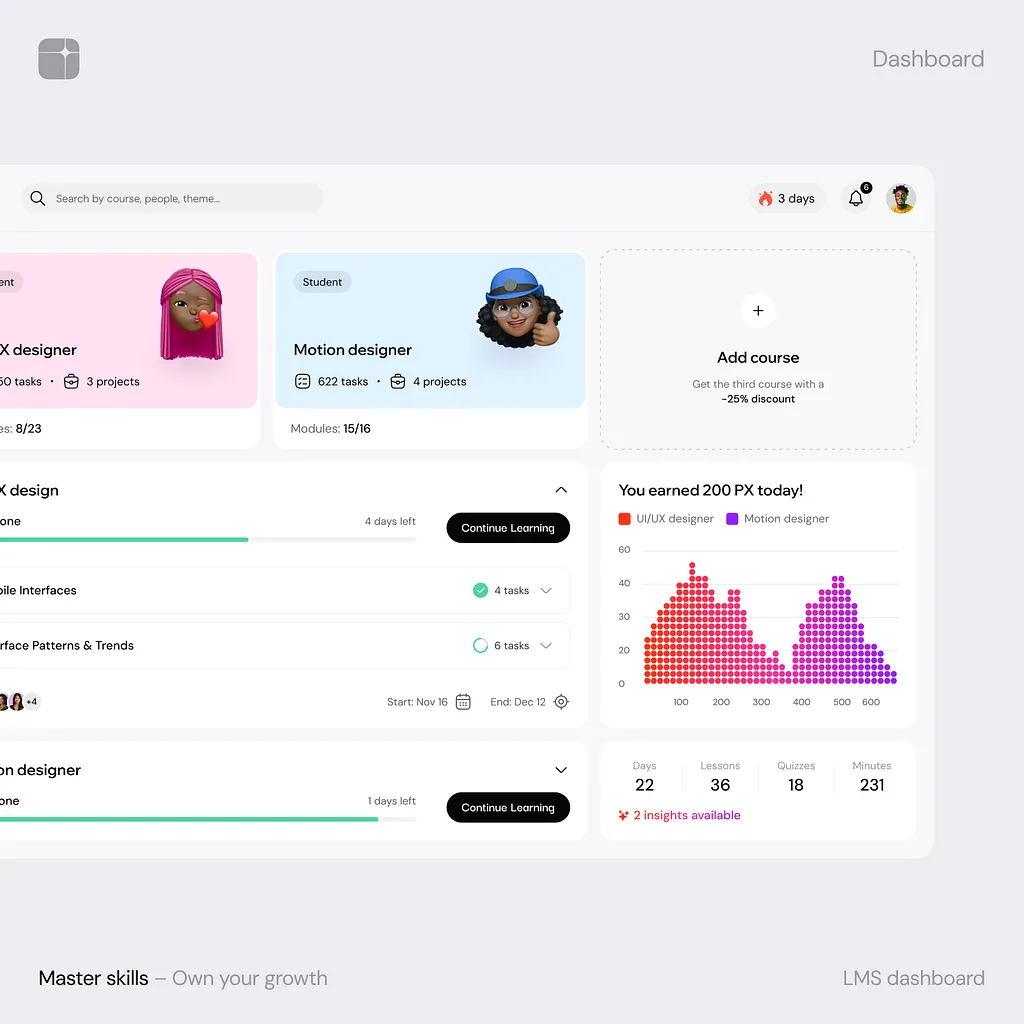 Dashboard
Search by course, people, theme...
3 days
6
ent
X designer
50 tasks • 3 projects
es: 8/23
Student
Motion designer
622 tasks • 4 projects
Modules: 15/16
+
Add course
Get the third course with a
-25% discount
X design
one
4 days left
Continue Learning
bile Interfaces
4 tasks
rface Patterns & Trends
6 tasks
+4
Start: Nov 16
End: Dec 12
on designer
one
1 days left
Continue Learning
You earned 200 PX today!
UI/UX designer
Motion designer
60
40
30
20
0
100 200 300 400 500 600
Days Lessons Quizzes Minutes
22 36 18 231
2 insights available
Master skills – Own your growth
LMS dashboard